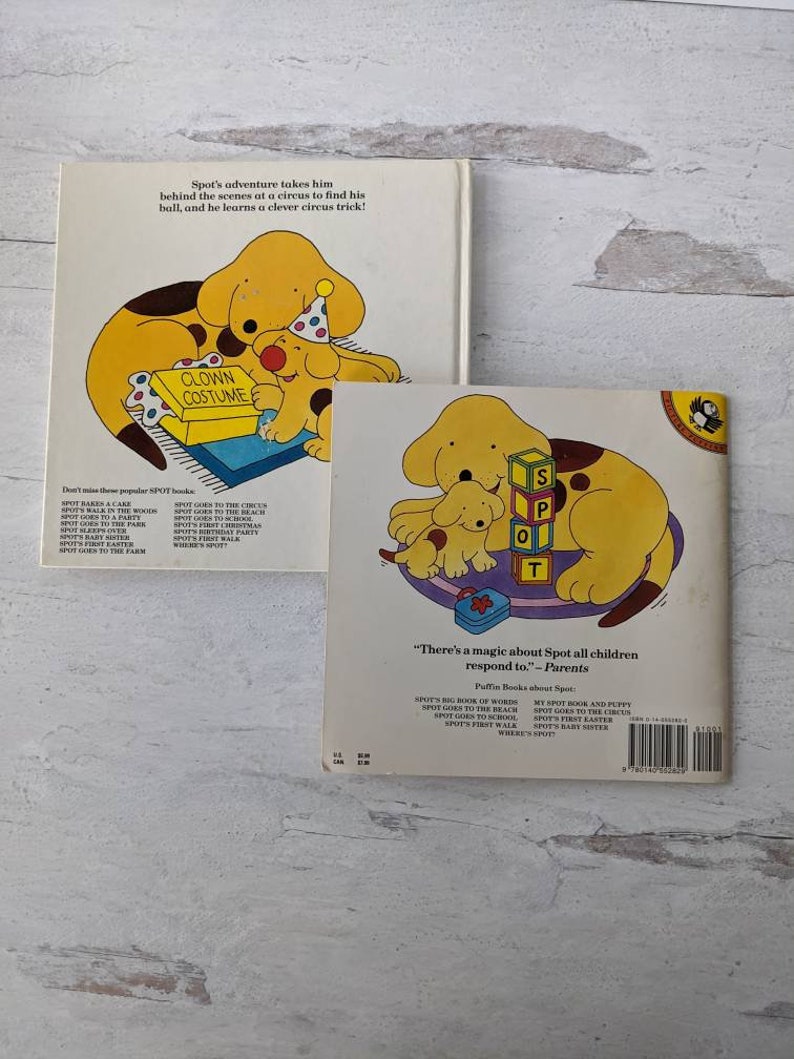 Spot's adventure takes him
behind the scenes at a circus to find his
ball, and he learns a clever circus trick!
CLOWN
COSTUME
Don't miss these popular SPOT books:
SPOT BAKES A CAKE
SPOT'S WALK IN THE WOODS
SPOT GOES TO A PARTY
SPOT GOES TO THE PARK
SPOT SLEEPS OVER
SPOT'S BABY SISTER
SPOT'S FIRST EASTER
SPOT GOES TO THE FARM
SPOT GOES TO THE CIRCUS
SPOT GOES TO THE BEACH
SPOT GOES TO SCHOOL
SPOT'S FIRST CHRISTMAS
SPOT'S BIRTHDAY PARTY
SPOT'S FIRST WALK
WHERE'S SPOT?
S
P
O
T
"There's a magic about Spot all children
respond to." – Parents
Puffin Books about Spot:
SPOT'S BIG BOOK OF WORDS
SPOT GOES TO THE BEACH
SPOT GOES TO SCHOOL
SPOT'S FIRST WALK
MY SPOT BOOK AND PUPPY
SPOT GOES TO THE CIRCUS
SPOT'S FIRST EASTER
SPOT'S BABY SISTER
WHERE'S SPOT?
U.S.
CAN.
91001
9 780140 552829